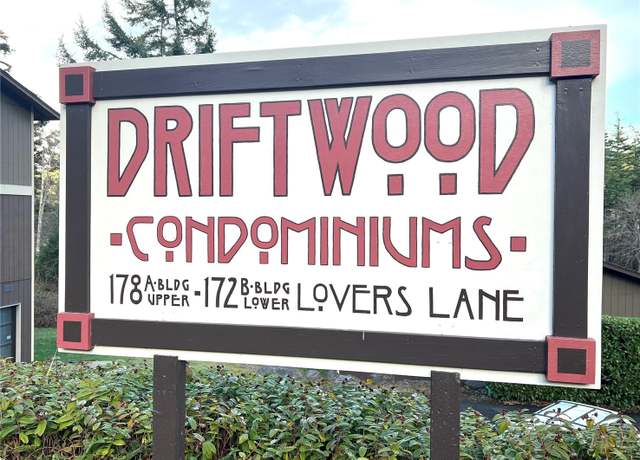 DRIFTWOOD
·CONDOMINIUMS·
178 A·BLDG UPPER - 172 B·BLDG LOWER LOVERS LANE